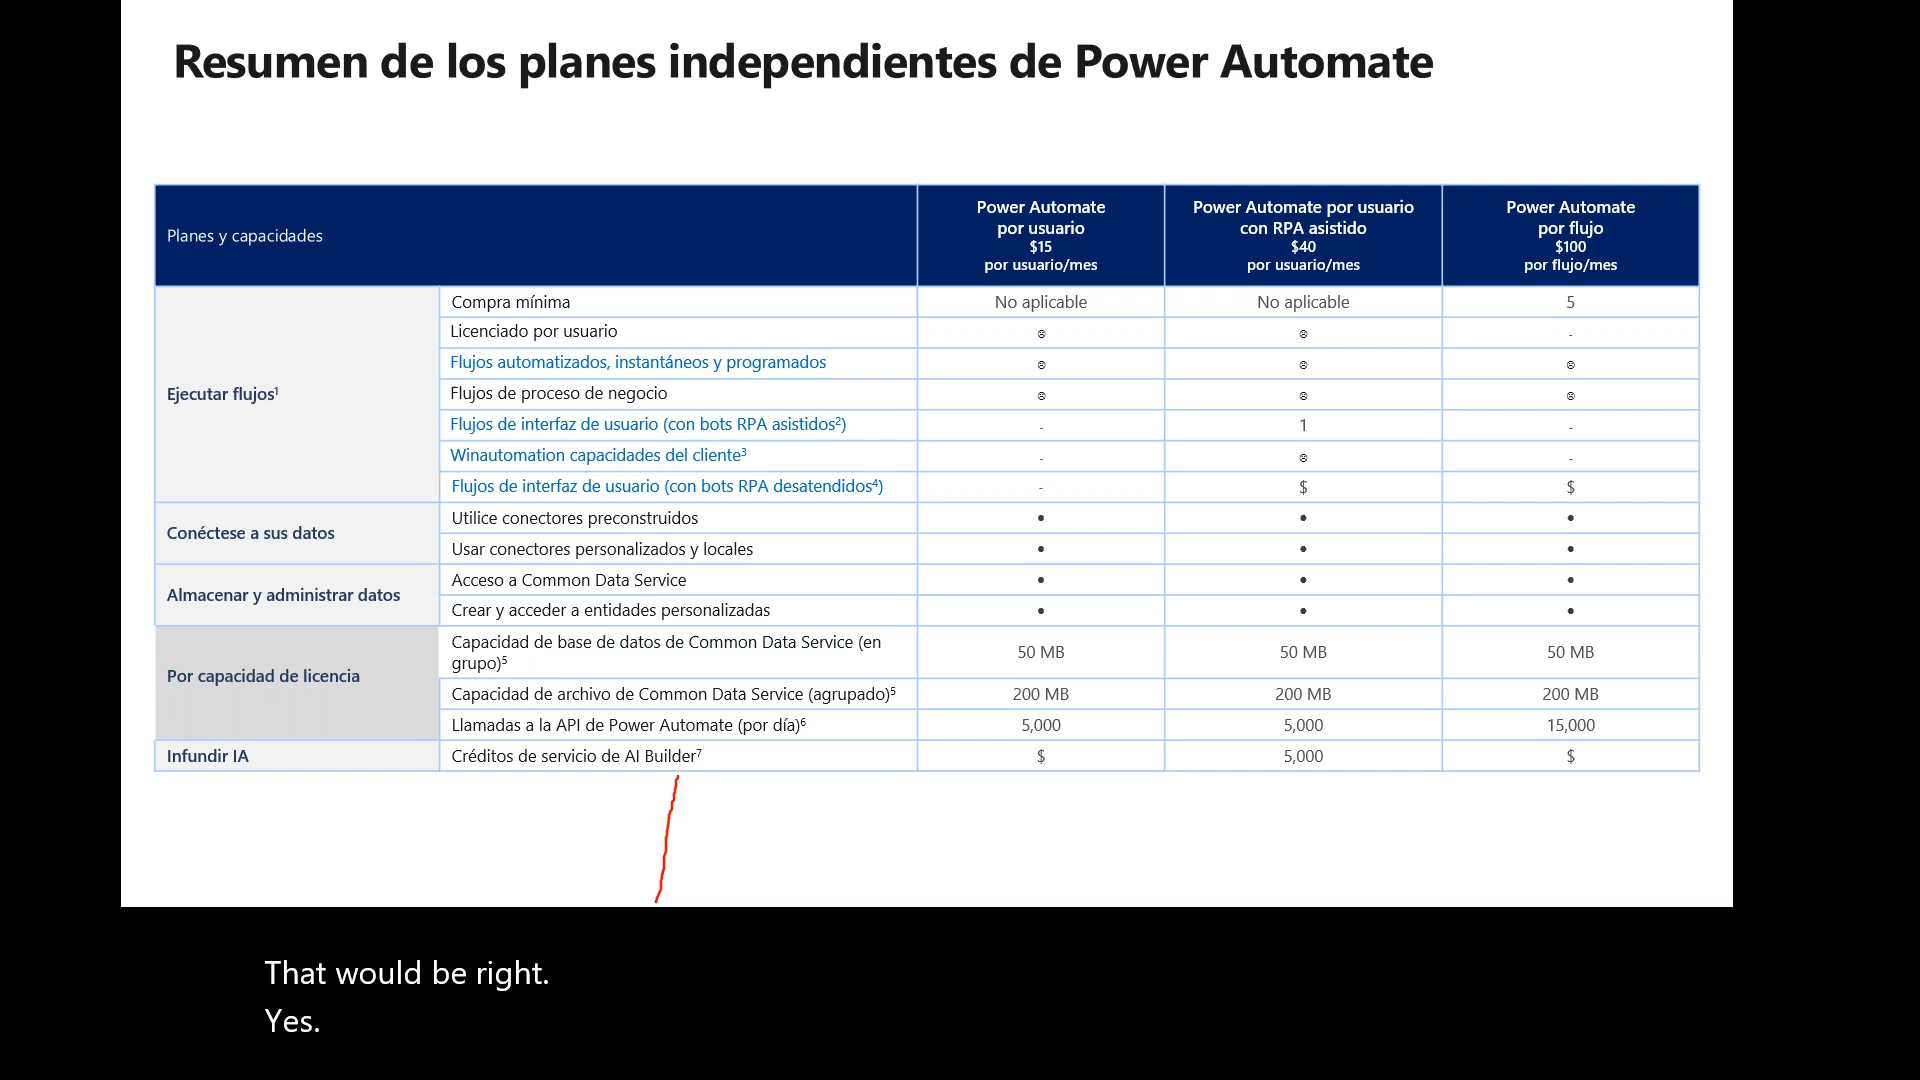 Resumen de los planes independientes de Power Automate
Planes y capacidades
Power Automate
por usuario
$15
por usuario/mes
Power Automate por usuario
con RPA asistido
$40
por usuario/mes
Power Automate
por flujo
$100
por flujo/mes
Ejecutar flujos¹
Compra mínima No aplicable No aplicable 5
Licenciado por usuario ☹ ☹ -
Flujos automatizados, instantáneos y programados ☹ ☹ ☹
Flujos de proceso de negocio ☹ ☹ ☹
Flujos de interfaz de usuario (con bots RPA asistidos²) - 1 -
Winautomation capacidades del cliente³ - ☹ -
Flujos de interfaz de usuario (con bots RPA desatendidos⁴) - $ $
Conéctese a sus datos
Utilice conectores preconstruidos • • •
Usar conectores personalizados y locales • • •
Almacenar y administrar datos
Acceso a Common Data Service • • •
Crear y acceder a entidades personalizadas • • •
Por capacidad de licencia
Capacidad de base de datos de Common Data Service (en
grupo)⁵ 50 MB 50 MB 50 MB
Capacidad de archivo de Common Data Service (agrupado)⁵ 200 MB 200 MB 200 MB
Llamadas a la API de Power Automate (por día)⁶ 5,000 5,000 15,000
Infundir IA
Créditos de servicio de AI Builder⁷ $ 5,000 $
That would be right.
Yes.